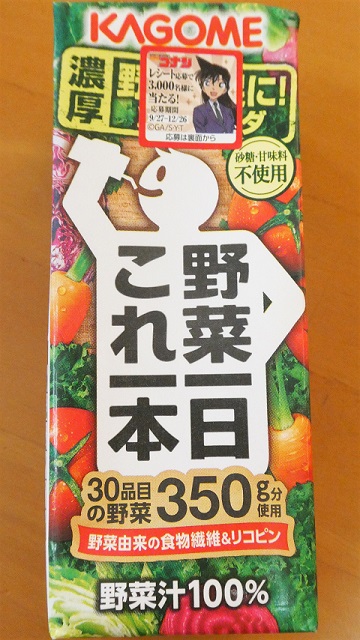 KAGOME
濃厚
野
に!
ダ
コナン
レシート応募で
3,000名様に
当たる!
応募期間
9/27-12/26
©GA/S･Y･T
応募は裏面から
砂糖・甘味料
不使用
野菜一日
これ一本
30品目
の野菜
350g分
使用
野菜由来の食物繊維&リコピン
野菜汁100%